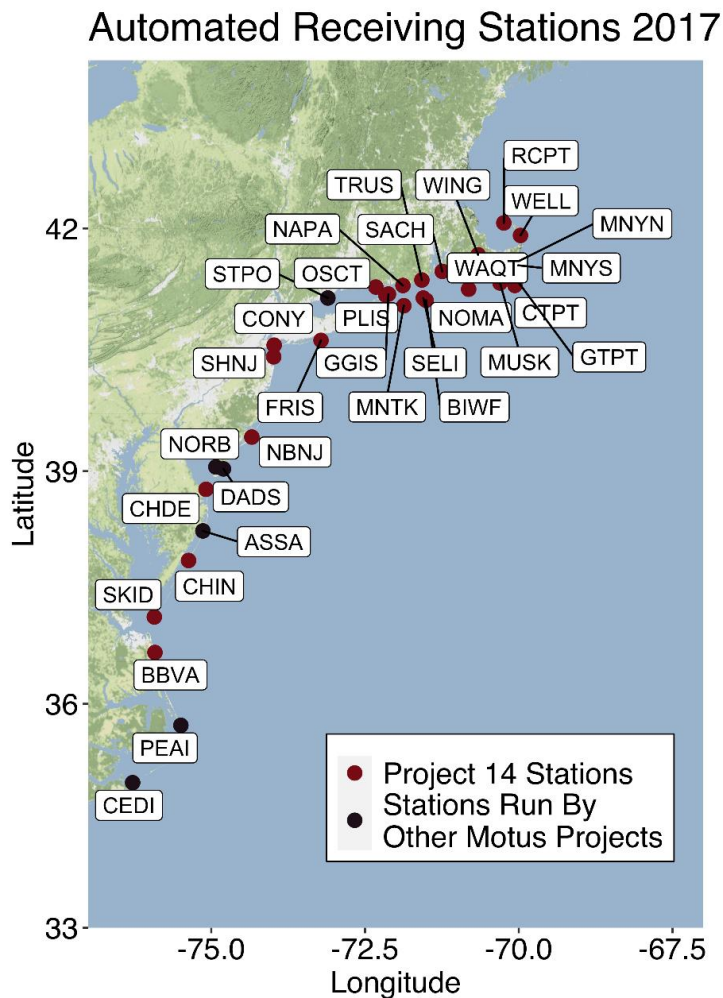 Automated Receiving Stations 2017
RCPT
TRUS
WING
WELL
NAPA
SACH
MNYN
STPO
OSCT
WAQT
MNYS
CONY
PLIS
NOMA
CTPT
SHNJ
GGIS
SELI
MUSK
GTPT
FRIS
MNTK
BIWF
NORB
NBNJ
DADS
CHDE
ASSA
CHIN
SKID
BBVA
PEAI
CEDI
42
39
36
33
Latitude
Project 14 Stations
Stations Run By
Other Motus Projects
-75.0
-72.5
-70.0
-67.5
Longitude